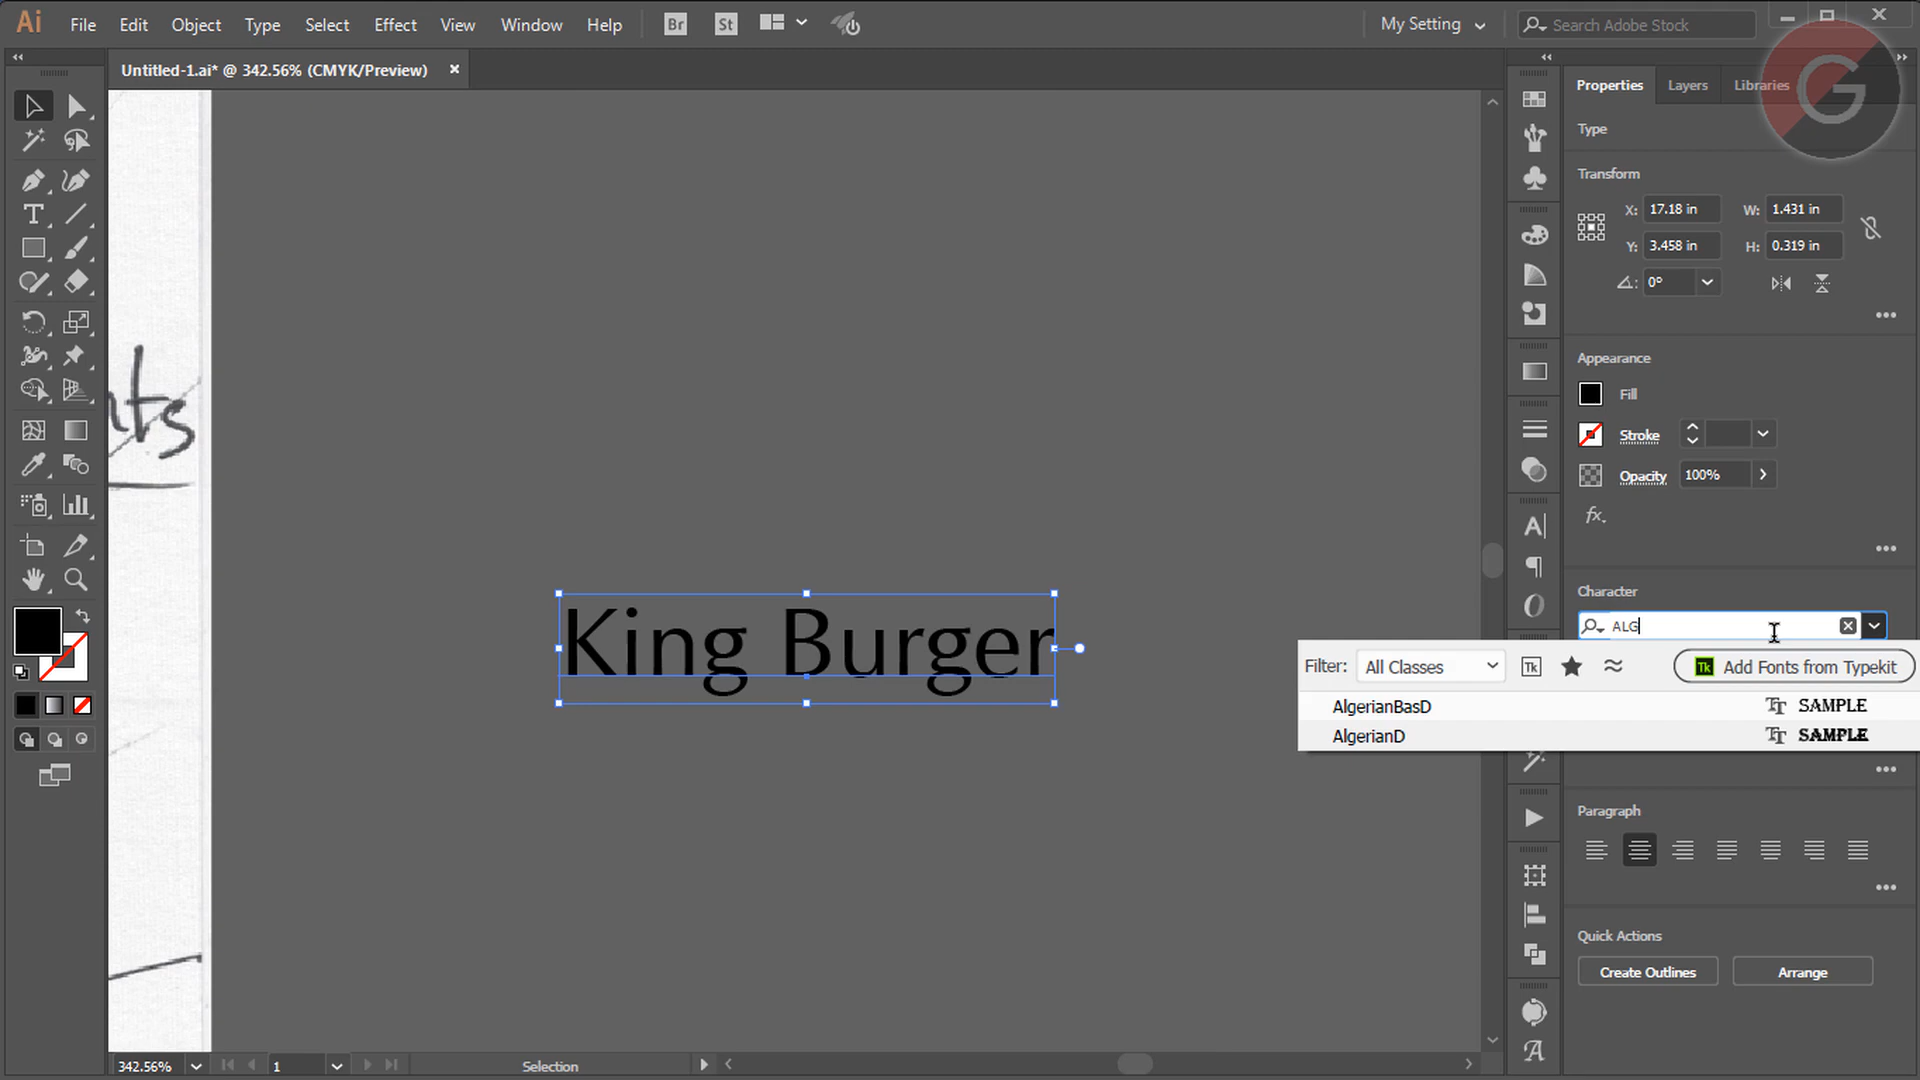 Ai File Edit Object Type Select Effect View Window Help Br St My Setting Search Adobe Stock
Untitled-1.ai* @ 342.56% (CMYK/Preview)
Properties Layers Libraries
G
Type
Transform
X: 17.18 in W: 1.431 in
Y: 3.458 in H: 0.319 in
0°
Appearance
Fill
Stroke
Opacity 100%
fx.
nts
Character
ALG
King Burger
Filter: All Classes Tk Tk Add Fonts from Typekit
AlgerianBasD SAMPLE
AlgerianD SAMPLE
Paragraph
Quick Actions
Create Outlines Arrange
342.56% 1 Selection